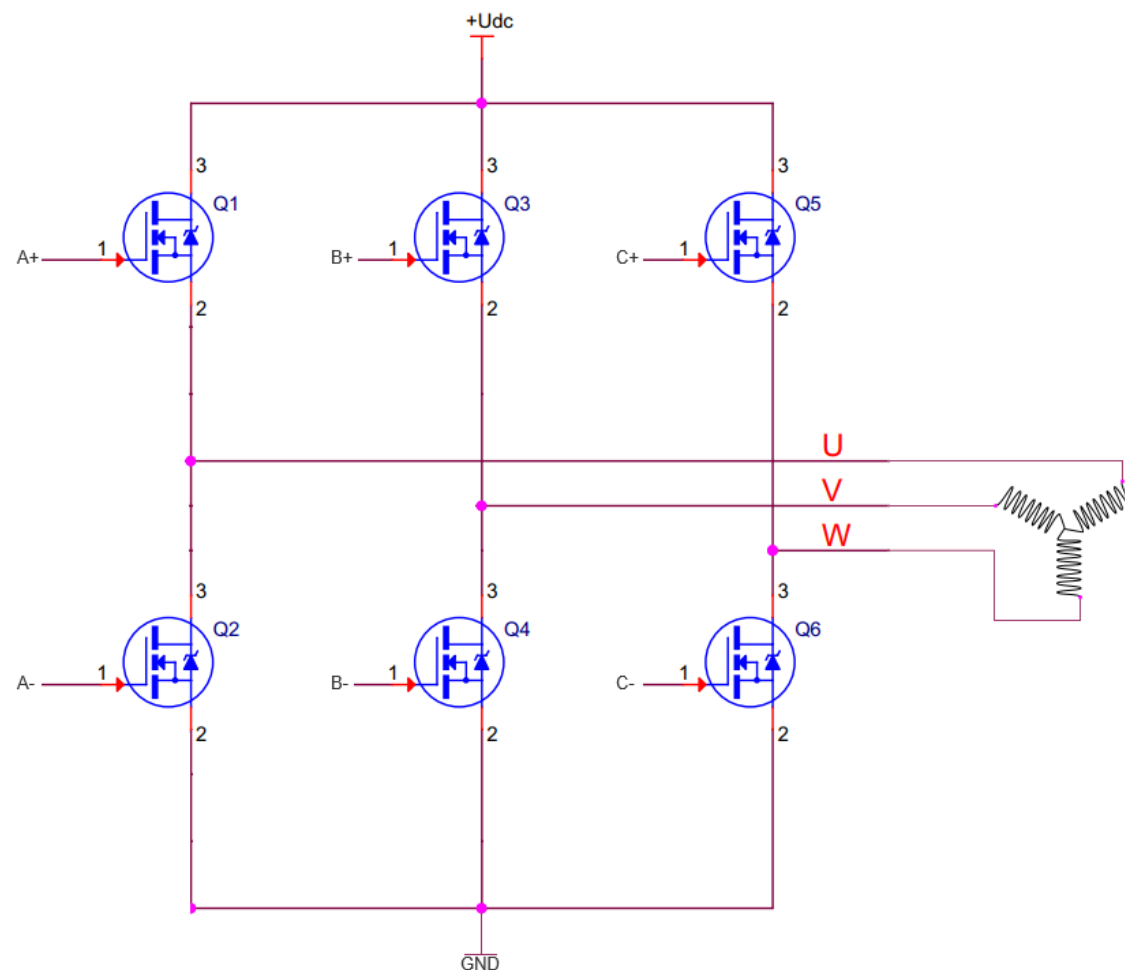 +Udc
3 3 3
Q1 Q3 Q5
A+ 1 B+ 1 C+ 1
2 2 2
U
V
W
3 3 3
Q2 Q4 Q6
A- 1 B- 1 C- 1
2 2 2
GND